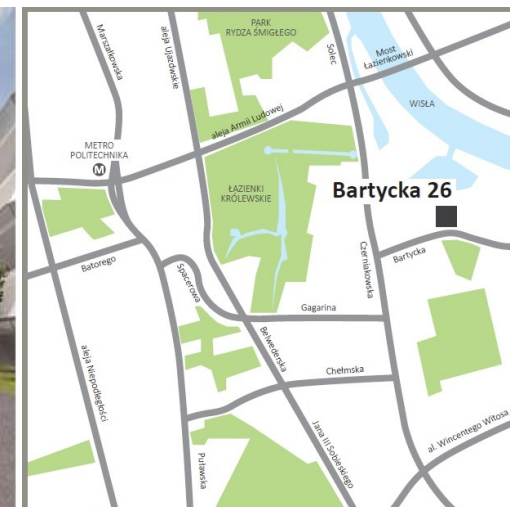 PARK
RYDZA ŚMIGŁEGO
Marszałkowska
aleja Ujazdwskie
Solec
Most
Łazienkowski
WISŁA
aleja Armii Ludowej
METRO
POLITECHNIKA
M
ŁAZIENKI
KRÓLEWSKIE
Bartycka 26
Batorego
Spacerowa
Czerniakowska
Bartycka
Gagarina
Belwederska
aleja Niepodległości
Chełmska
Jana III Sobieskiego
Puławska
al. Wincentego Witosa